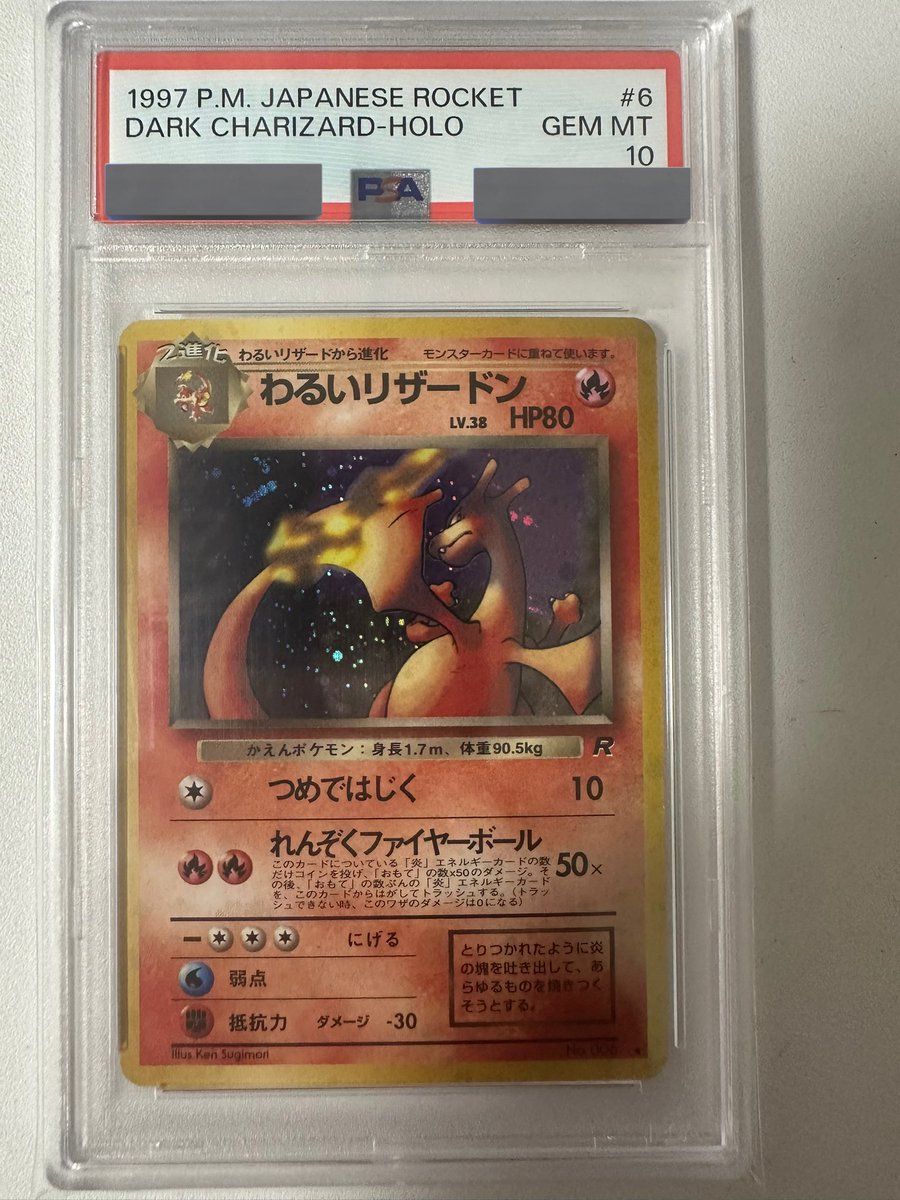 1997 P.M. JAPANESE ROCKET #6
DARK CHARIZARD-HOLO GEM MT
10
PSA
2進化 わるいリザードから進化 モンスターカードに重ねて使います。
わるいリザードン
LV.38 HP80
かえんポケモン：身長1.7m、体重90.5kg R
つめではじく 10
れんぞくファイヤーボール
このカードについている「炎」エネルギーカードの数
だけコインを投げ、「おもて」の数x50のダメージ。そ
の後、「おもて」の数ぶんの「炎」エネルギーカード
を、このカードからはがしてトラッシュする。（トラッ
シュできない時、このワザのダメージは0になる）
50×
− にげる
弱点
抵抗力 ダメージ -30
とりつかれたように炎
の塊を吐き出して、あ
らゆるものを焼きつく
そうとする。
Illus Ken Sugimori No 006